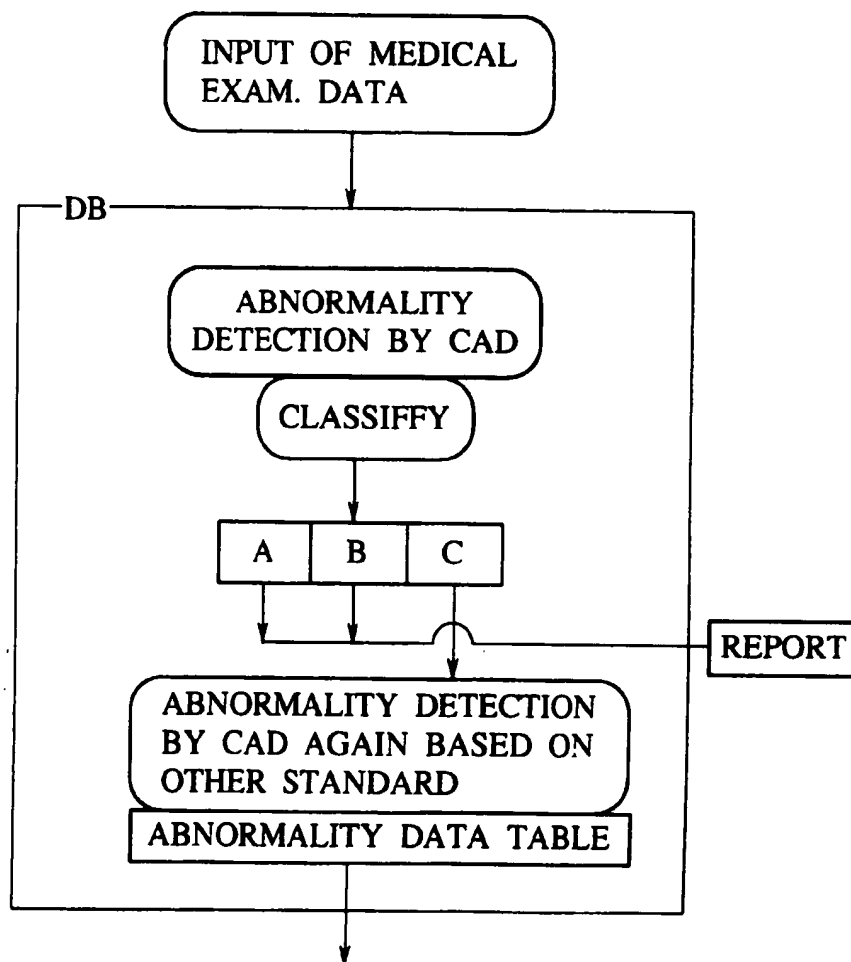 INPUT OF MEDICAL
EXAM. DATA
DB
ABNORMALITY
DETECTION BY CAD
CLASSIFFY
A B C
REPORT
ABNORMALITY DETECTION
BY CAD AGAIN BASED ON
OTHER STANDARD
ABNORMALITY DATA TABLE